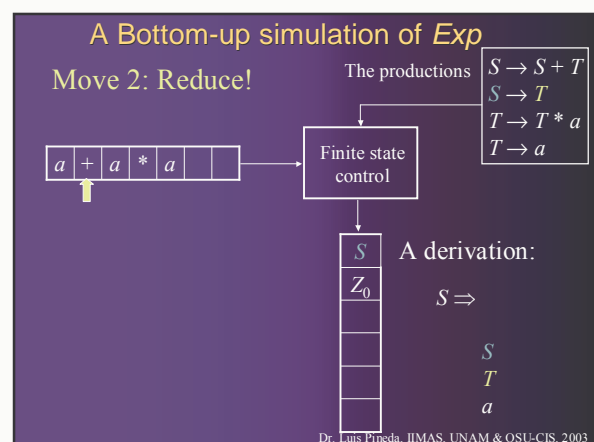 A Bottom-up simulation of Exp
Move 2: Reduce!
The productions
S → S + T
S → T
T → T * a
T → a
a + a * a
Finite state
control
S
Z0
A derivation:
S ⇒
S
T
a
Dr. Luis Pineda, IIMAS, UNAM & OSU-CIS, 2003